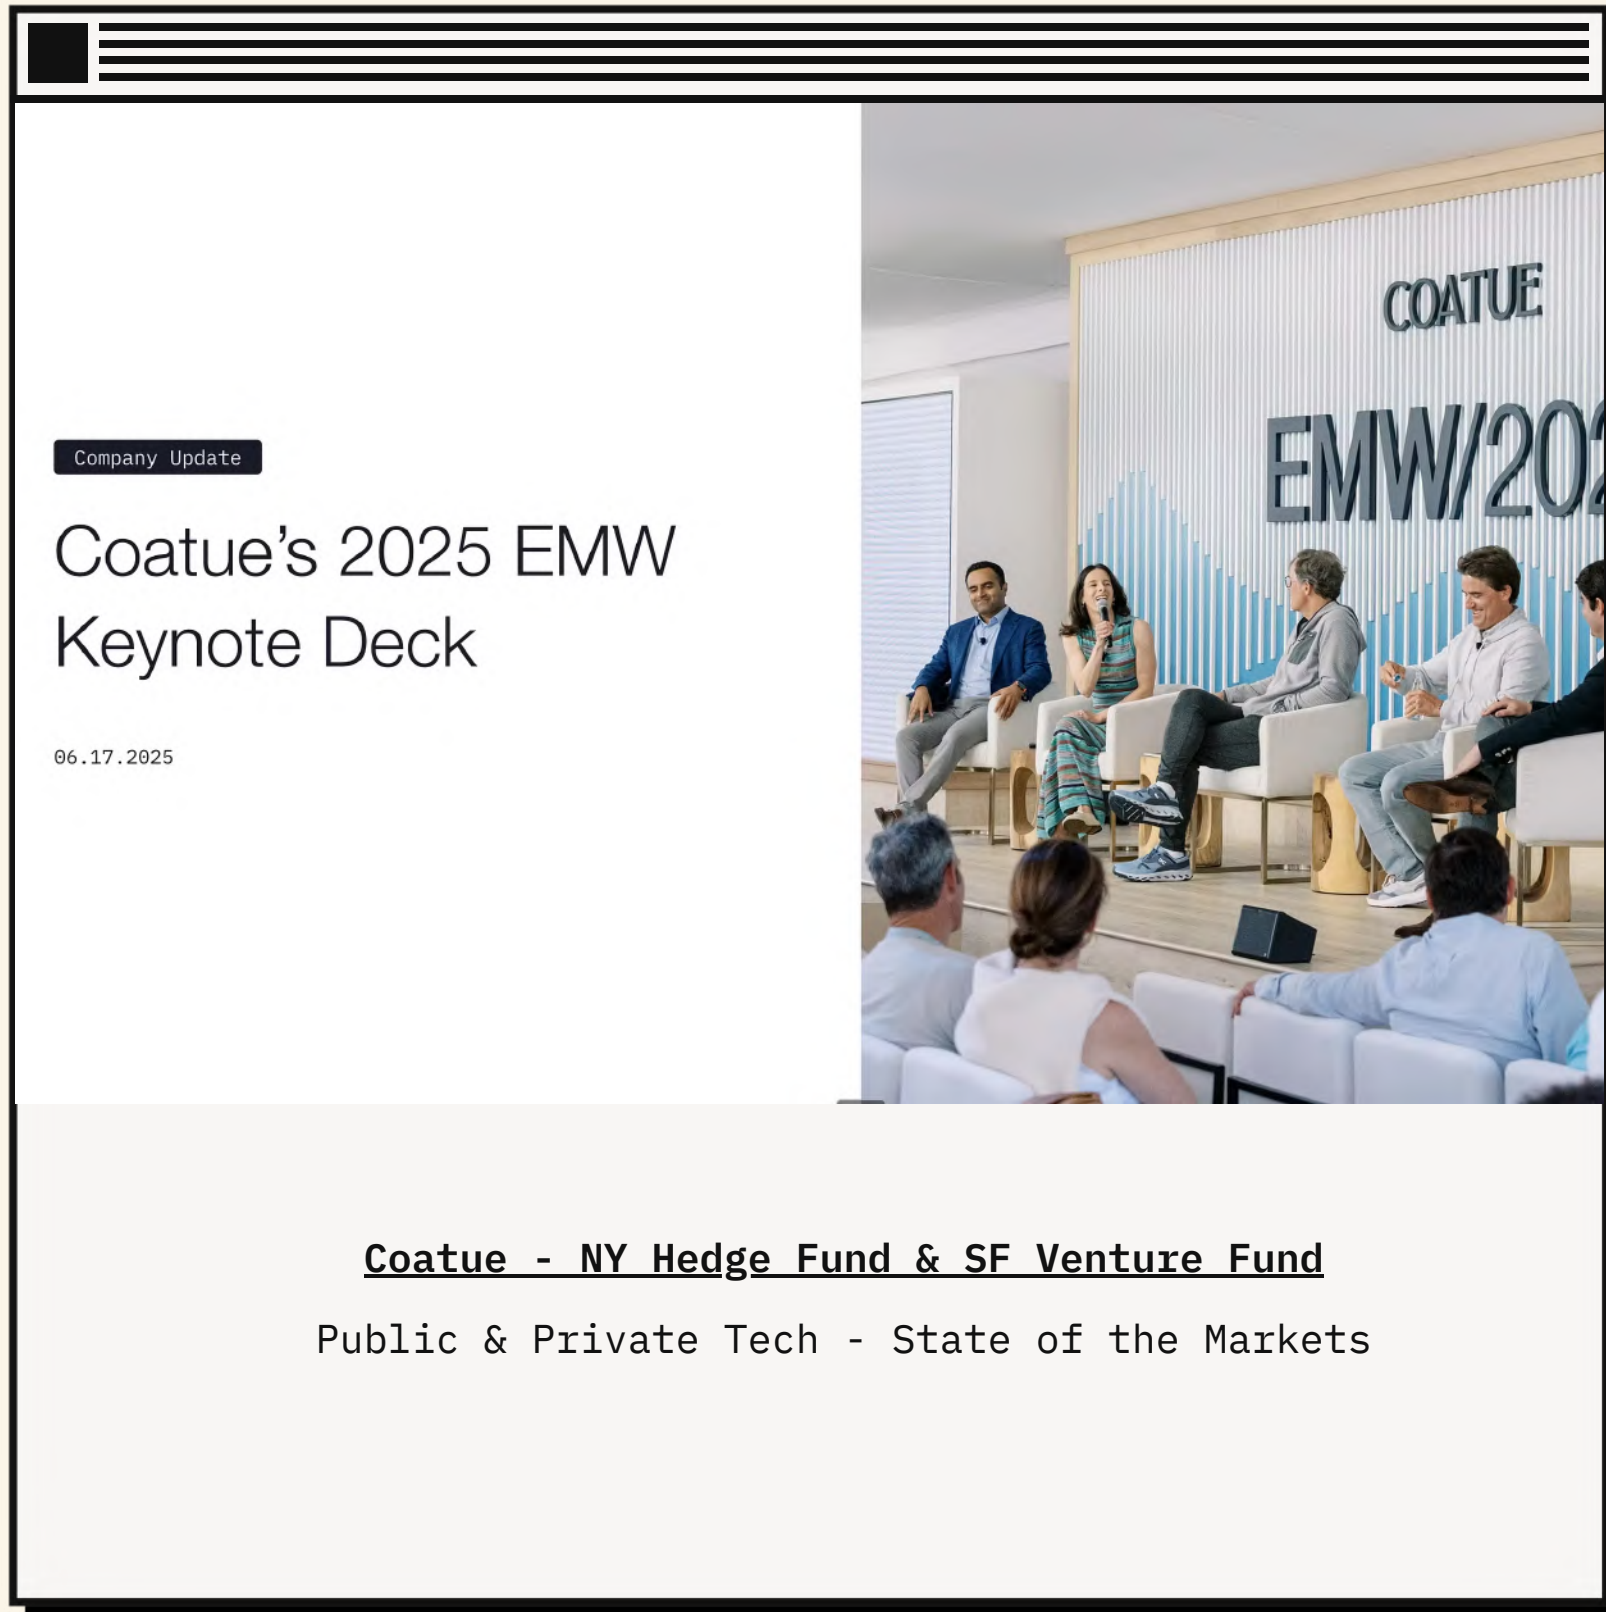 Company Update
Coatue’s 2025 EMW
Keynote Deck
06.17.2025
COATUE
EMW/202
Coatue - NY Hedge Fund & SF Venture Fund
Public & Private Tech - State of the Markets